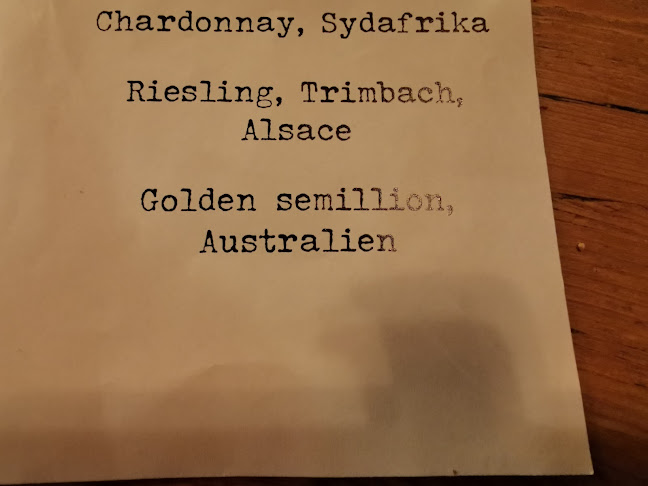 Chardonnay, Sydafrika
Riesling, Trimbach,
Alsace
Golden semillion,
Australien